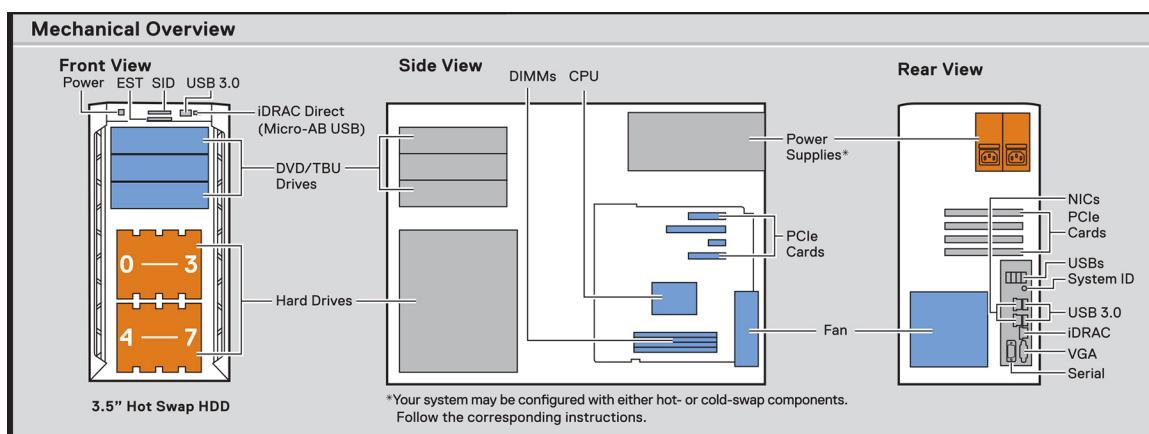 Mechanical Overview
Front View
Power EST SID USB 3.0
iDRAC Direct
(Micro-AB USB)
DVD/TBU
Drives
0 — 3
4 — 7
Hard Drives
3.5" Hot Swap HDD
Side View
DIMMs CPU
Power
Supplies*
PCIe
Cards
Fan
*Your system may be configured with either hot- or cold-swap components.
Follow the corresponding instructions.
Rear View
NICs
PCIe
Cards
USBs
System ID
USB 3.0
iDRAC
VGA
Serial